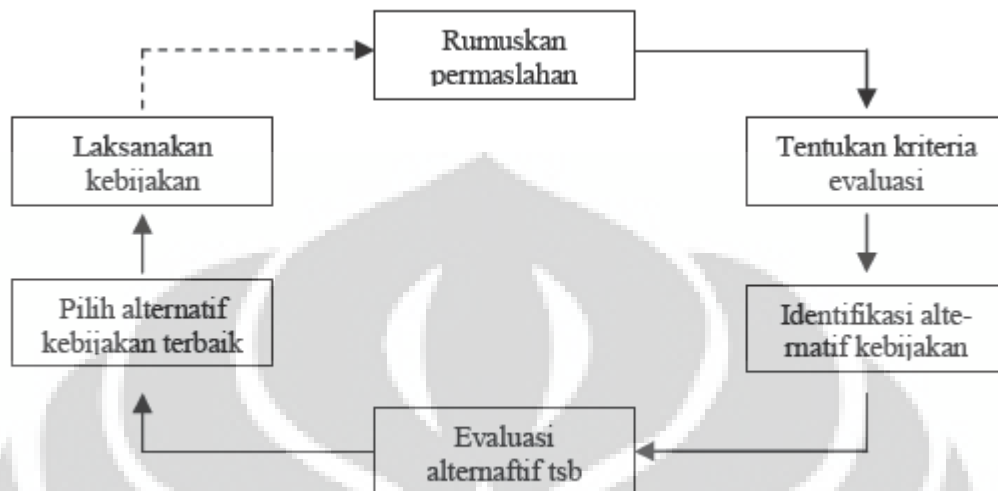 Rumuskan
permaslahan
Tentukan kriteria
evaluasi
Identifikasi alte-
rnatif kebijakan
Evaluasi
alternaftif tsb
Pilih alternatif
kebijakan terbaik
Laksanakan
kebijakan